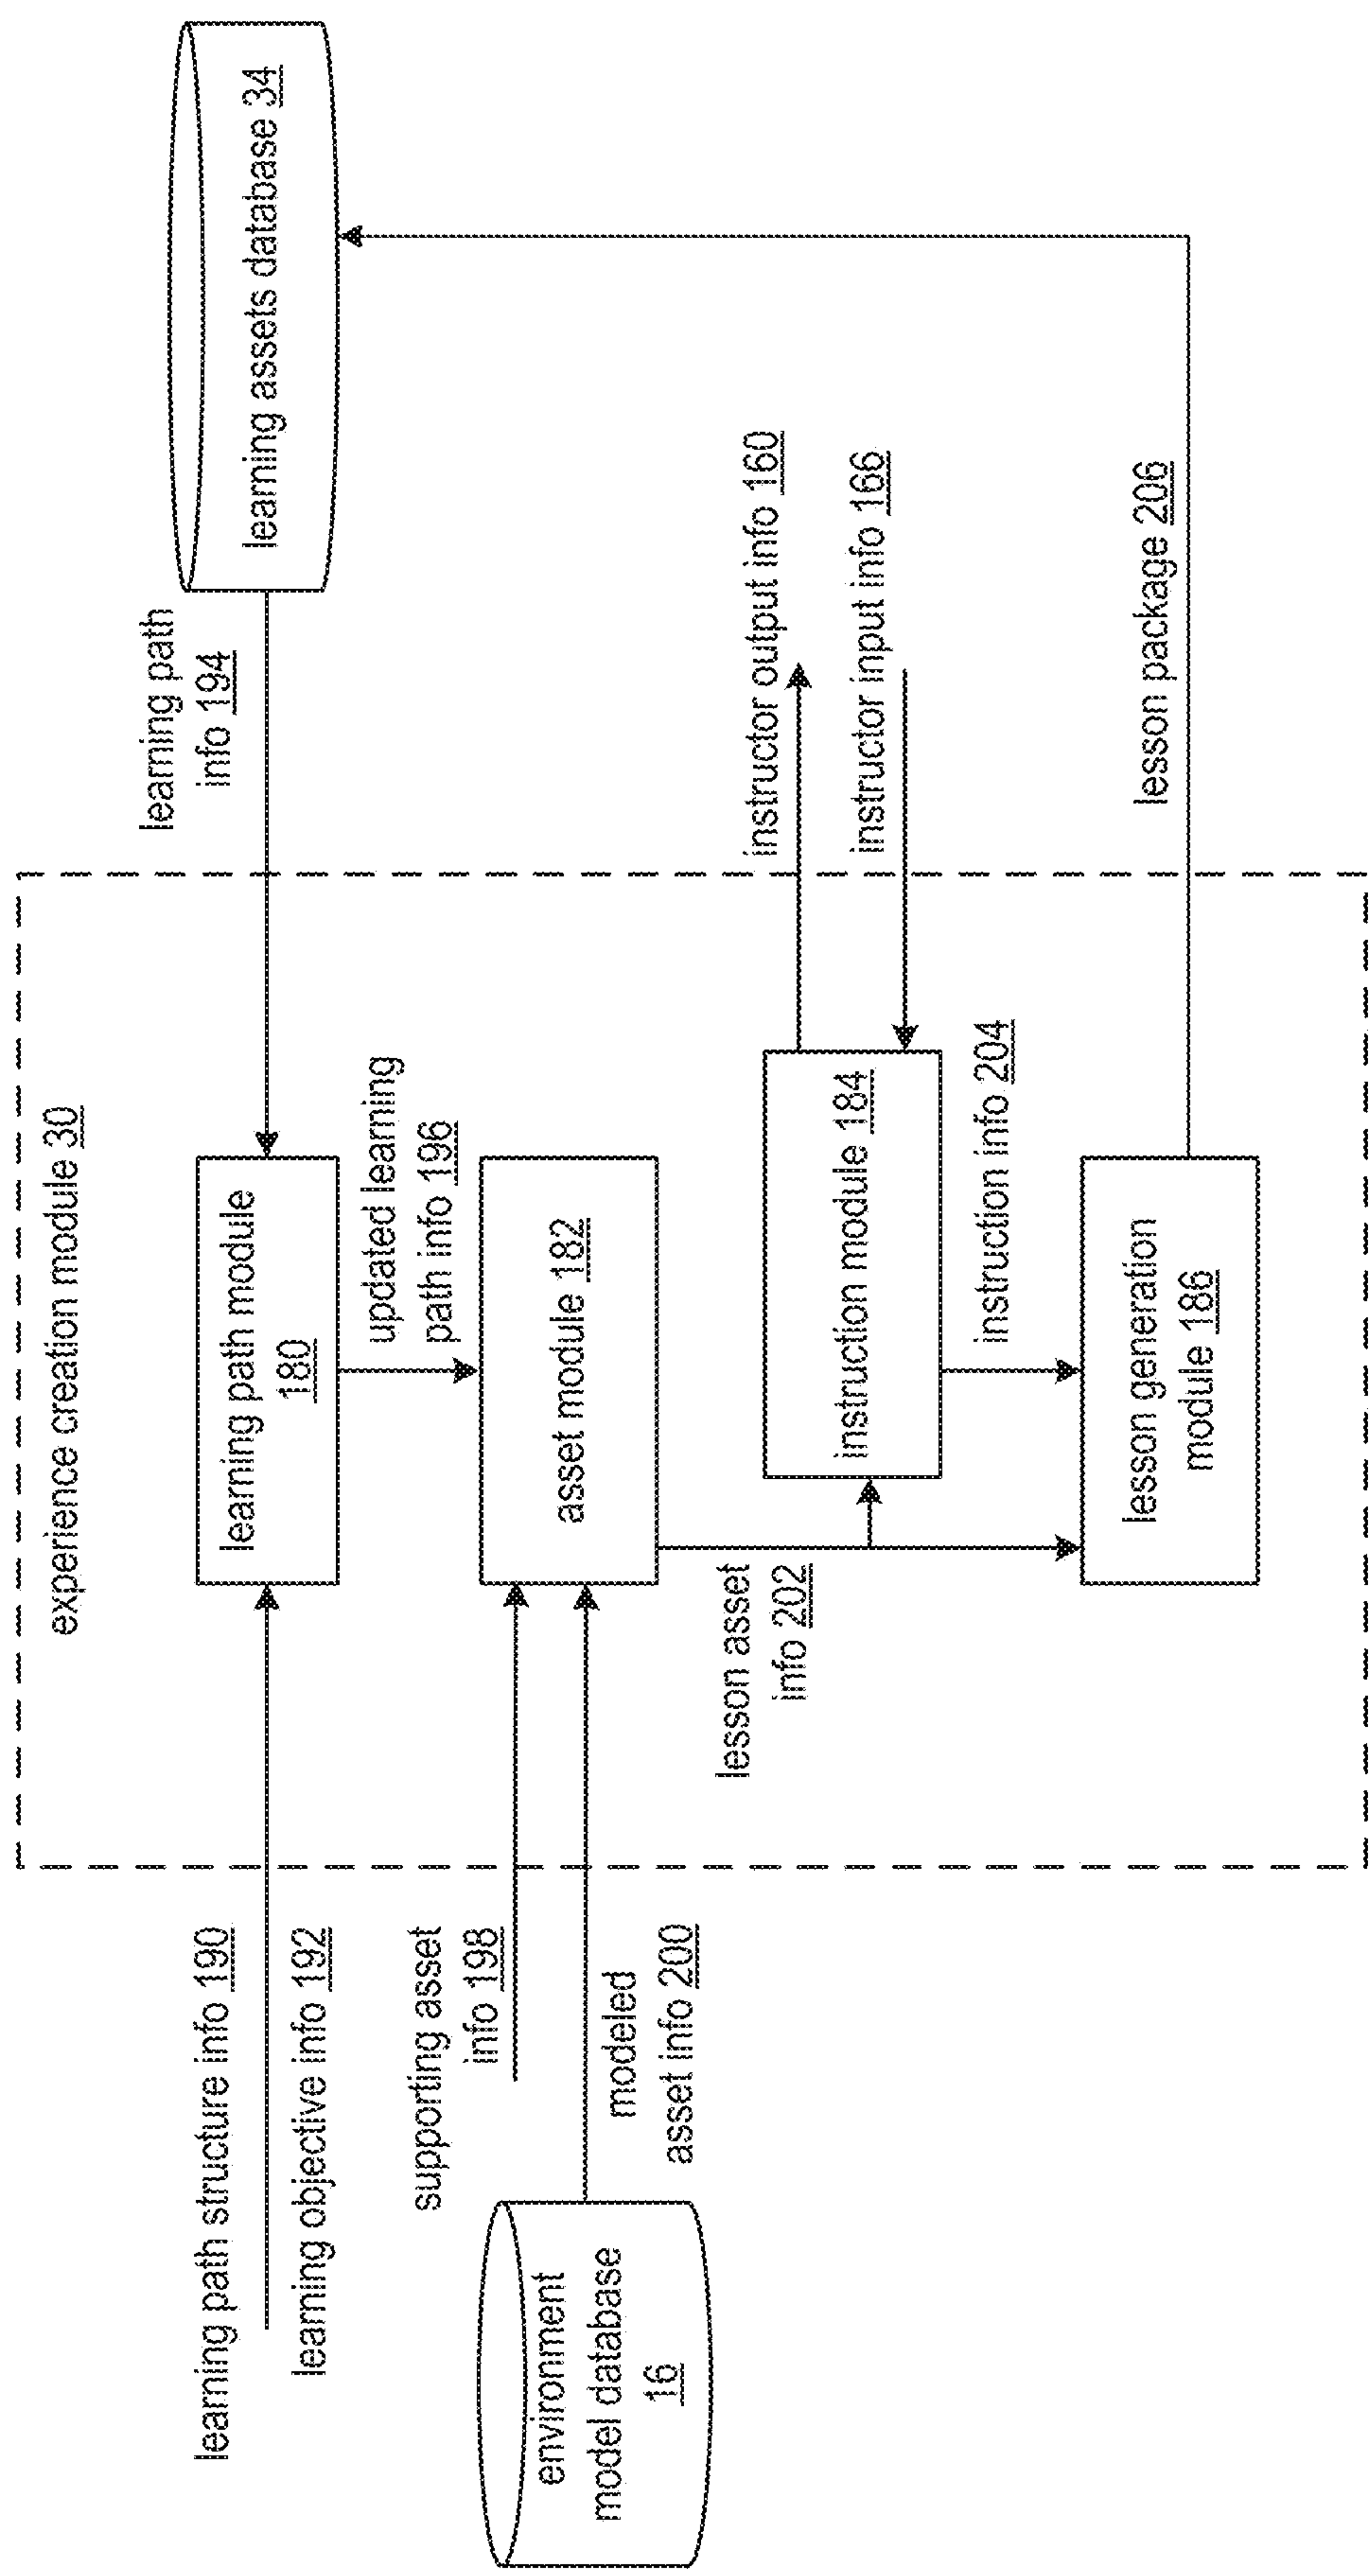 experience creation module 30
learning path structure info 190
learning objective info 192
learning path module
180
learning path
info 194
learning assets database 34
updated learning
path info 196
supporting asset
info 198
environment
model database
16
modeled
asset info 200
asset module 182
lesson asset
info 202
instruction module 184
instructor output info 160
instructor input info 166
instruction info 204
lesson generation
module 186
lesson package 206